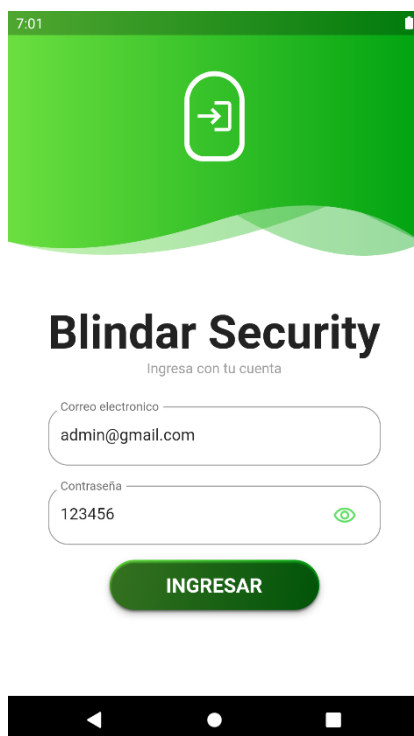 7:01
Blindar Security
Ingresa con tu cuenta
Correo electronico
admin@gmail.com
Contraseña
123456
INGRESAR